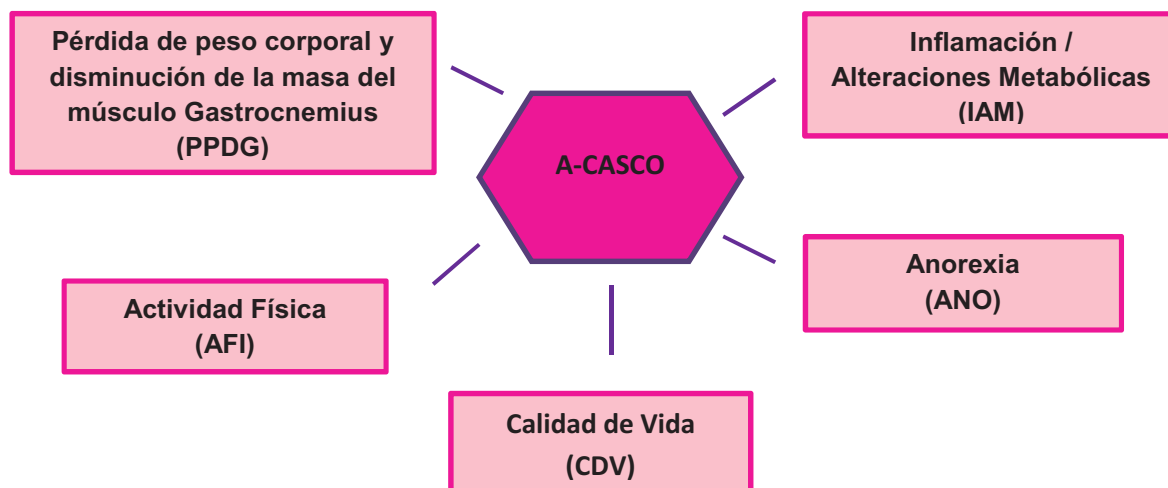 Pérdida de peso corporal y
disminución de la masa del
músculo Gastrocnemius
(PPDG)
Inflamación /
Alteraciones Metabólicas
(IAM)
A-CASCO
Actividad Física
(AFI)
Anorexia
(ANO)
Calidad de Vida
(CDV)